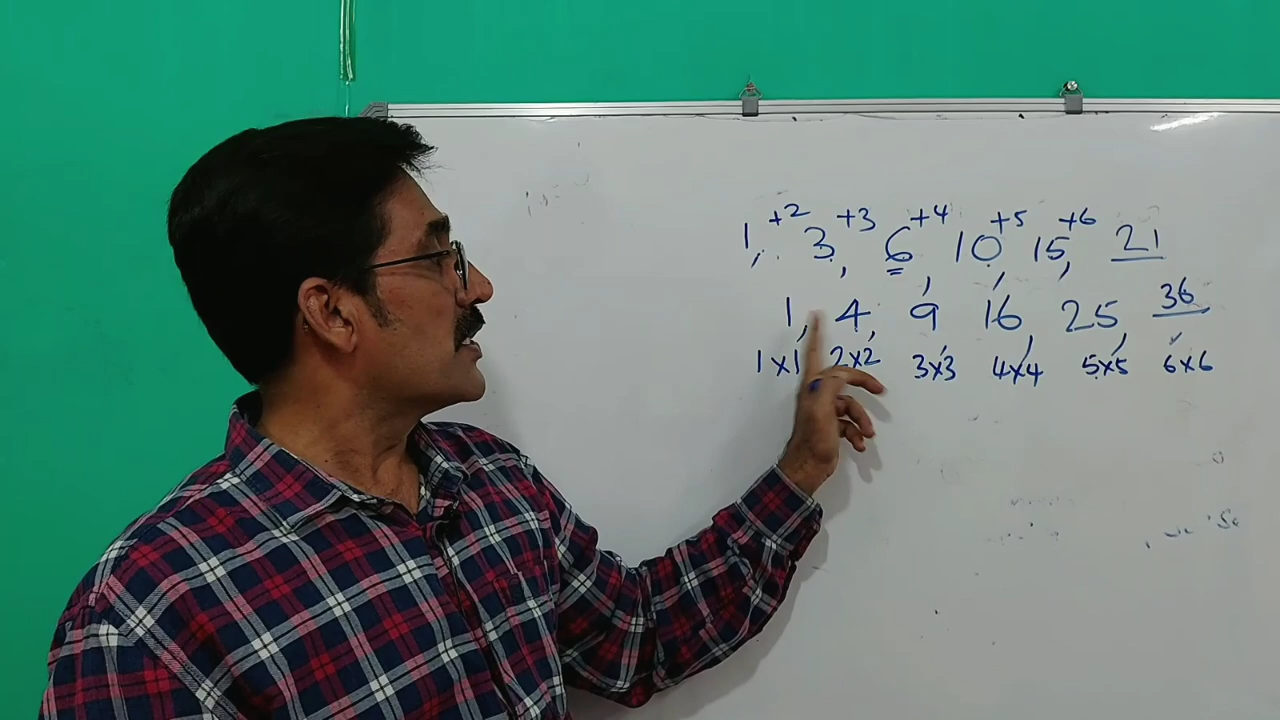 +2 +3 +4 +5 +6
1, 3, 6, 10, 15, 21
1, 4, 9, 16, 25, 36
1x1 2x2 3x3 4x4 5x5 6x6